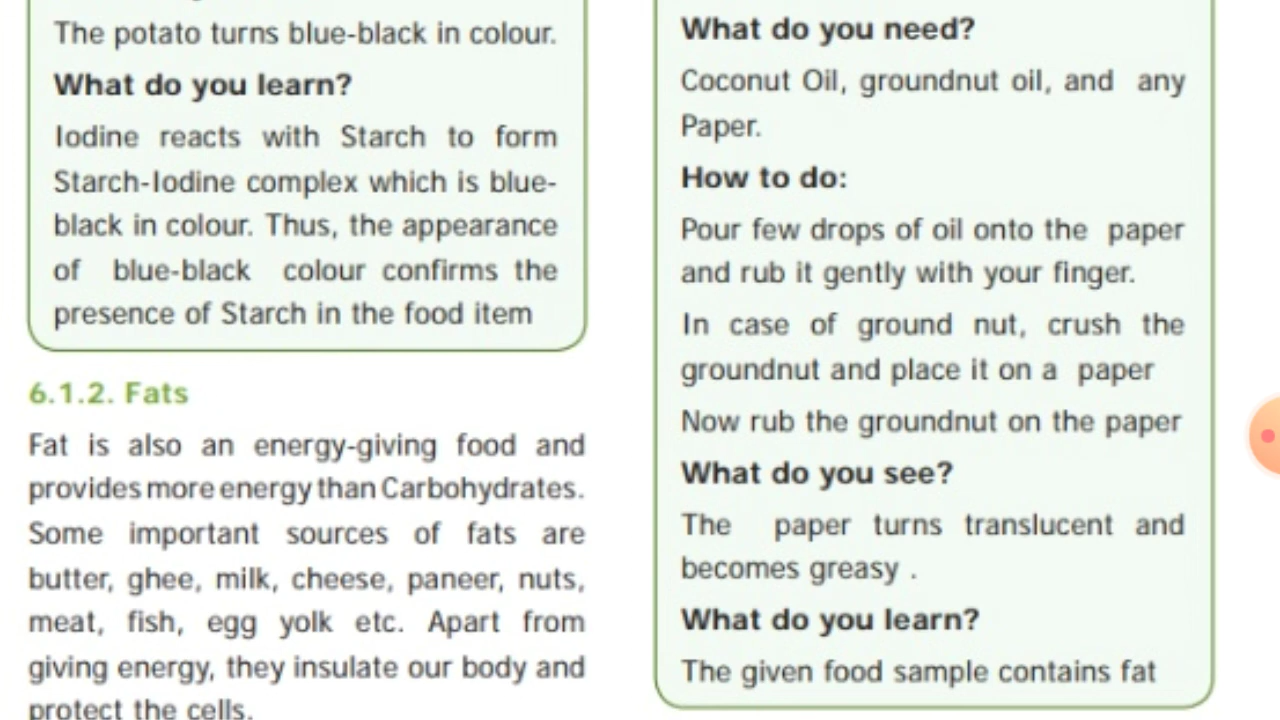 The potato turns blue-black in colour.
What do you learn?
Iodine reacts with Starch to form
Starch-Iodine complex which is blue-
black in colour. Thus, the appearance
of blue-black colour confirms the
presence of Starch in the food item
6.1.2. Fats
Fat is also an energy-giving food and
provides more energy than Carbohydrates.
Some important sources of fats are
butter, ghee, milk, cheese, paneer, nuts,
meat, fish, egg yolk etc. Apart from
giving energy, they insulate our body and
protect the cells.
What do you need?
Coconut Oil, groundnut oil, and any
Paper.
How to do:
Pour few drops of oil onto the paper
and rub it gently with your finger.
In case of ground nut, crush the
groundnut and place it on a paper
Now rub the groundnut on the paper
What do you see?
The paper turns translucent and
becomes greasy .
What do you learn?
The given food sample contains fat